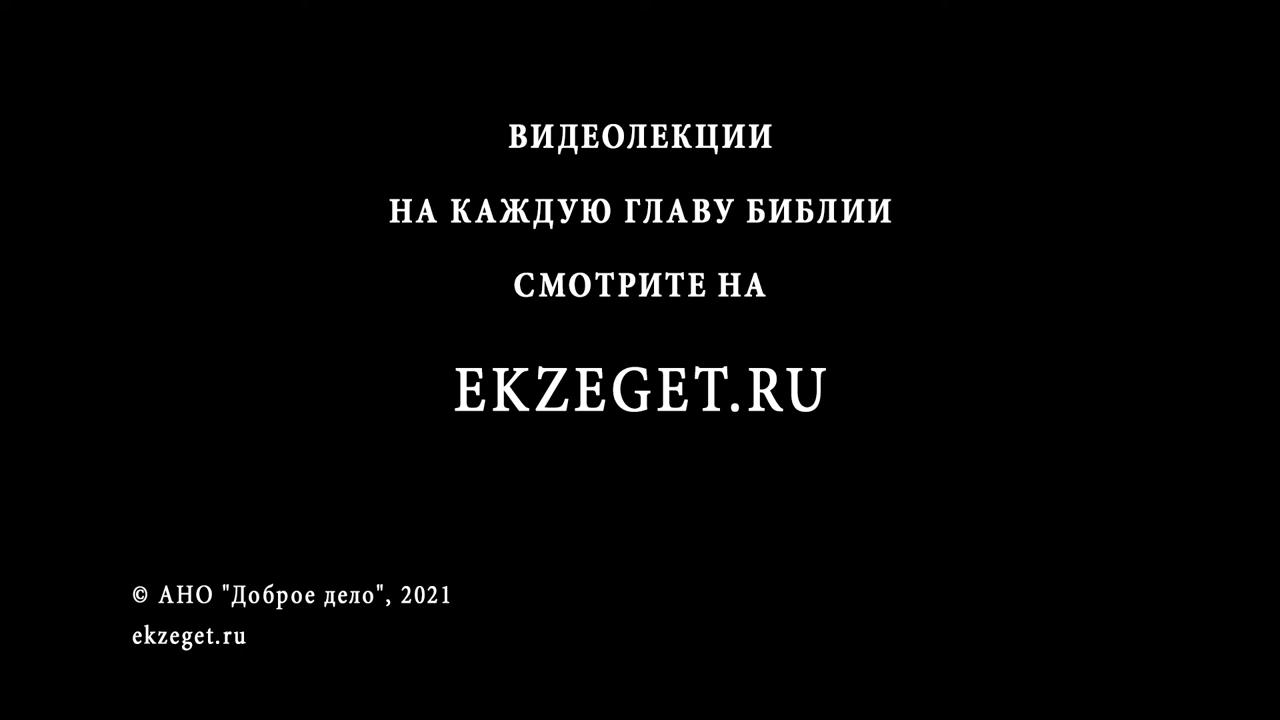 ВИДЕОЛЕКЦИИ
НА КАЖДУЮ ГЛАВУ БИБЛИИ
СМОТРИТЕ НА
EKZEGET.RU
© АНО "Доброе дело", 2021
ekzeget.ru